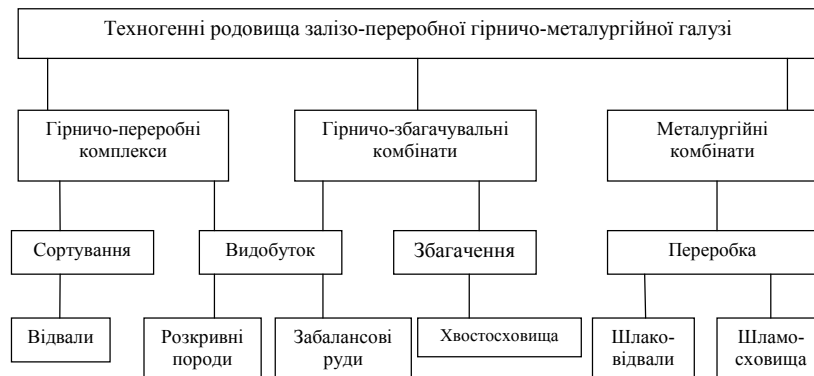 Техногенні родовища залізо-переробної гірничо-металургійної галузі
Гірничо-переробні
комплекси
Гірничо-збагачувальні
комбінати
Металургійні
комбінати
Сортування
Видобуток
Збагачення
Переробка
Відвали
Розкривні
породи
Забалансові
руди
Хвостосховища
Шлако-
відвали
Шламо-
сховища